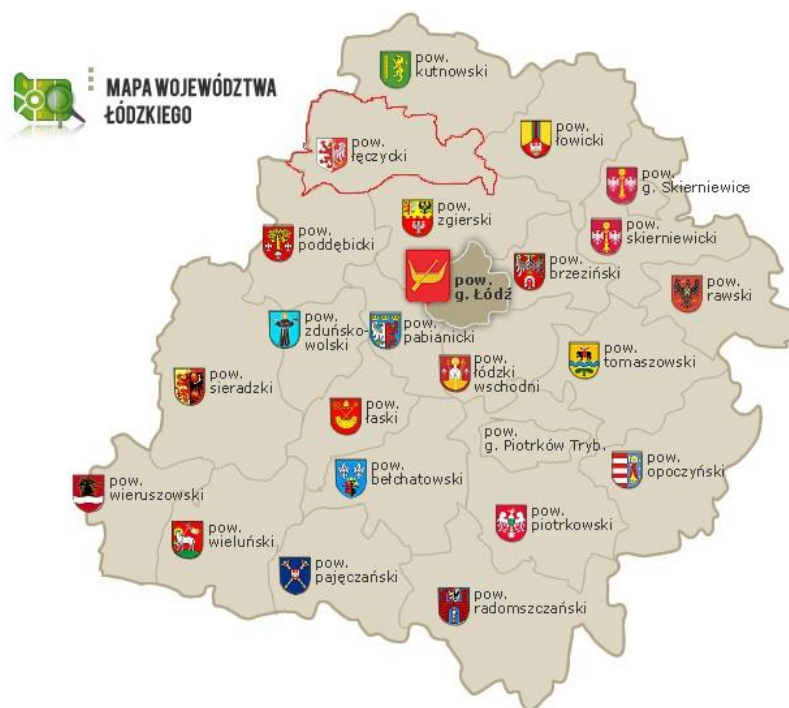 MAPA WOJEWÓDZTWA
ŁÓDZKIEGO
pow.
kutnowski
pow.
łęczycki
pow.
łowicki
pow.
g. Skierniewice
pow.
zgierski
pow.
skierniewicki
pow.
poddębicki
pow.
brzeziński
pow.
g. Łódź
pow.
rawski
pow.
zduńsko-
wolski
pow.
pabianicki
pow.
tomaszowski
pow.
łódzki
wschodni
pow.
sieradzki
pow.
łaski
pow.
g. Piotrków Tryb.
pow.
opoczyński
pow.
bełchatowski
pow.
wieruszowski
pow.
piotrkowski
pow.
wieluński
pow.
pajęczański
pow.
radomszczański